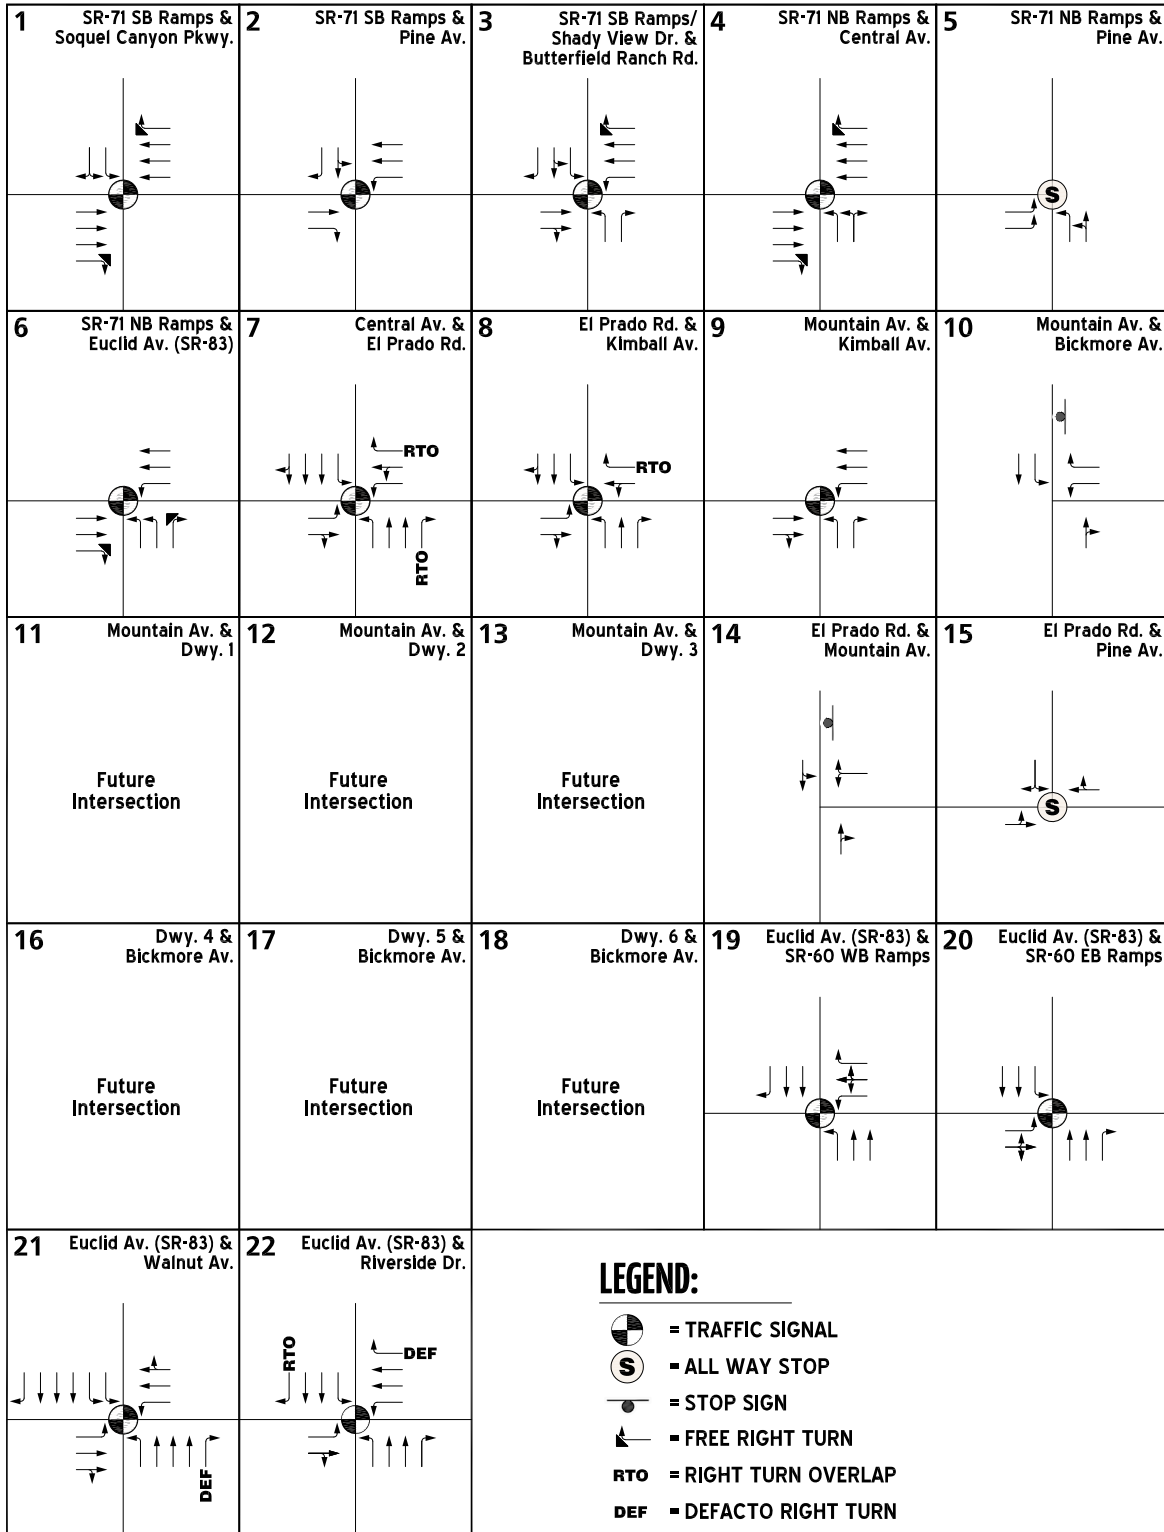 1
SR-71 SB Ramps &
Soquel Canyon Pkwy.
2
SR-71 SB Ramps &
Pine Av.
3
SR-71 SB Ramps/
Shady View Dr. &
Butterfield Ranch Rd.
4
SR-71 NB Ramps &
Central Av.
5
SR-71 NB Ramps &
Pine Av.
S
6
SR-71 NB Ramps &
Euclid Av. (SR-83)
7
Central Av. &
El Prado Rd.
RTO
RTO
8
El Prado Rd. &
Kimball Av.
RTO
9
Mountain Av. &
Kimball Av.
10
Mountain Av. &
Bickmore Av.
11
Mountain Av. &
Dwy. 1
Future
Intersection
12
Mountain Av. &
Dwy. 2
Future
Intersection
13
Mountain Av. &
Dwy. 3
Future
Intersection
14
El Prado Rd. &
Mountain Av.
15
El Prado Rd. &
Pine Av.
S
16
Dwy. 4 &
Bickmore Av.
Future
Intersection
17
Dwy. 5 &
Bickmore Av.
Future
Intersection
18
Dwy. 6 &
Bickmore Av.
Future
Intersection
19
Euclid Av. (SR-83) &
SR-60 WB Ramps
20
Euclid Av. (SR-83) &
SR-60 EB Ramps
21
Euclid Av. (SR-83) &
Walnut Av.
DEF
22
Euclid Av. (SR-83) &
Riverside Dr.
RTO
DEF
LEGEND:
= TRAFFIC SIGNAL
S = ALL WAY STOP
= STOP SIGN
= FREE RIGHT TURN
RTO = RIGHT TURN OVERLAP
DEF = DEFACTO RIGHT TURN